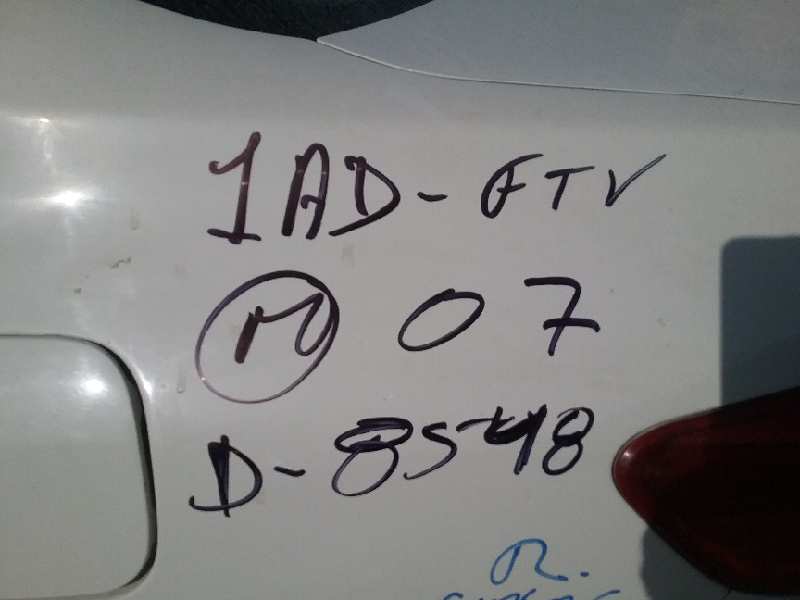 1AD-FTV
M 07
D-8548
R.